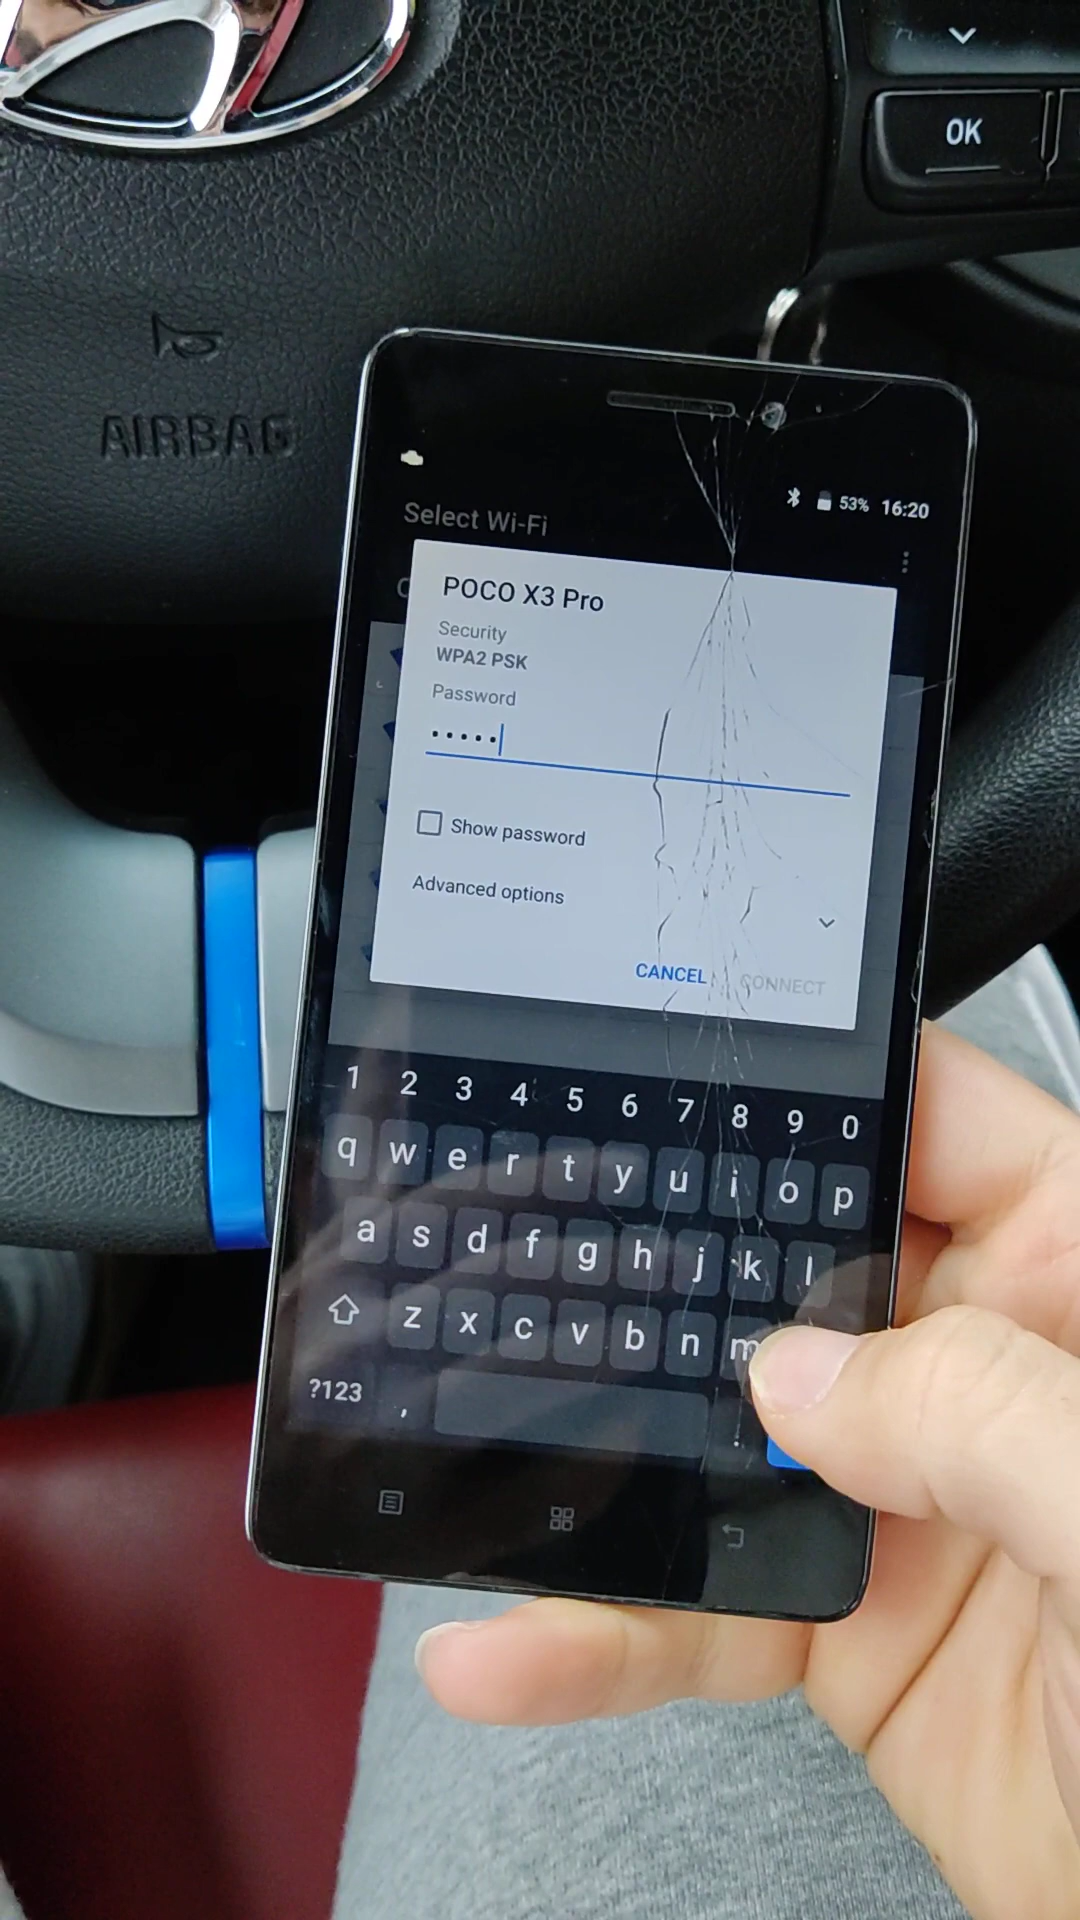 OK
AIRBAG
53% 16:20
Select Wi-Fi
POCO X3 Pro
Security
WPA2 PSK
Password
•••••
Show password
Advanced options
CANCEL CONNECT
1 2 3 4 5 6 7 8 9 0
q w e r t y u i o p
a s d f g h j k l
z x c v b n m
?123 , .